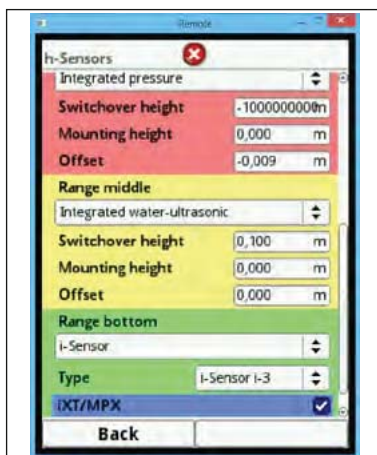 Remote
h-Sensors
Integrated pressure
Switchover height -1000000000m
Mounting height 0,000 m
Offset -0,009 m
Range middle
Integrated water-ultrasonic
Switchover height 0,100 m
Mounting height 0,000 m
Offset 0,000 m
Range bottom
i-Sensor
Type i-Sensor i-3
iXT/MPX
Back